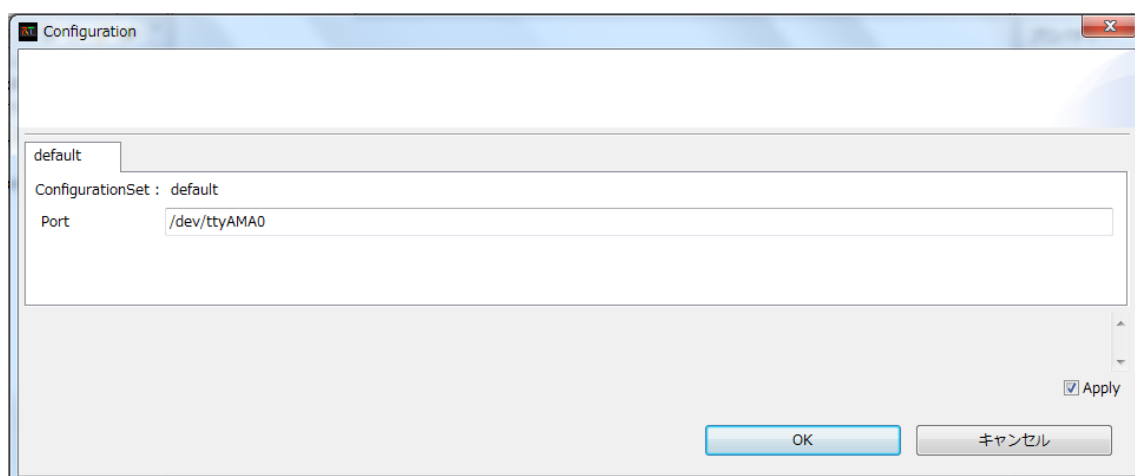 Configuration
default
ConfigurationSet : default
Port /dev/ttyAMA0
Apply
OK キャンセル